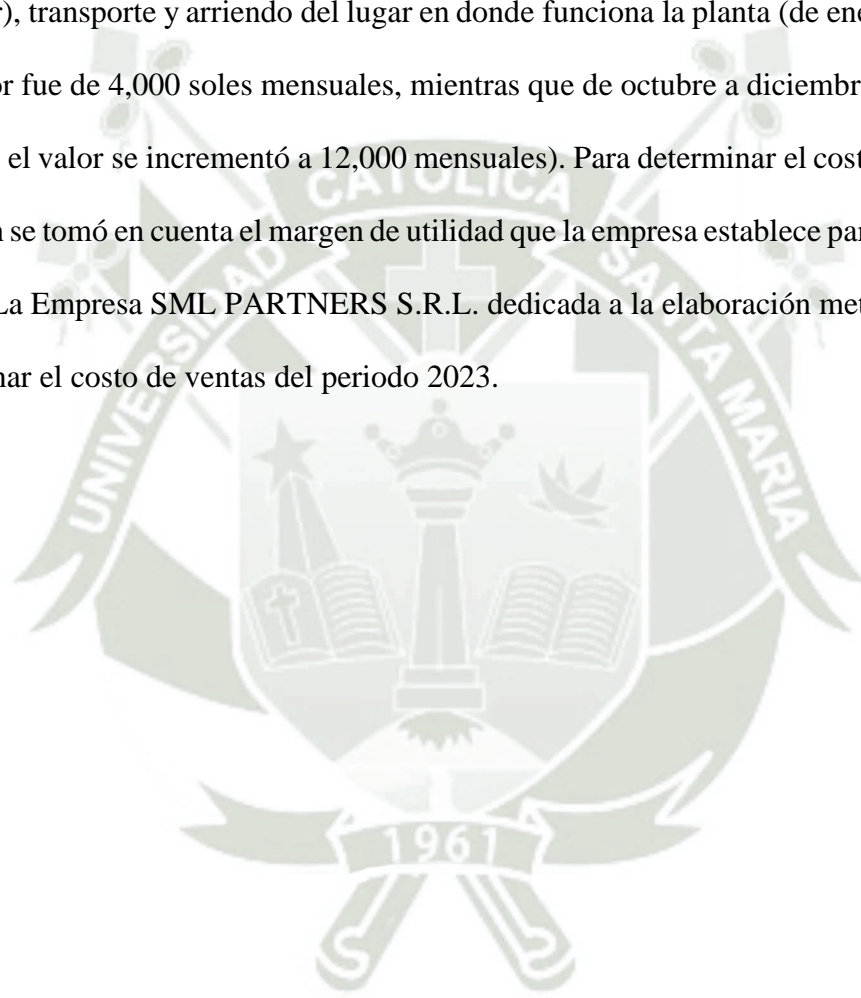 ), transporte y arriendo del lugar en donde funciona la planta (de ene
fue de 4,000 soles mensuales, mientras que de octubre a diciembr
el valor se incrementó a 12,000 mensuales). Para determinar el cost
se tomó en cuenta el margen de utilidad que la empresa establece par
La Empresa SML PARTNERS S.R.L. dedicada a la elaboración met
nar el costo de ventas del periodo 2023.
UNIVERSIDAD CATOLICA SANTA MARIA
1961